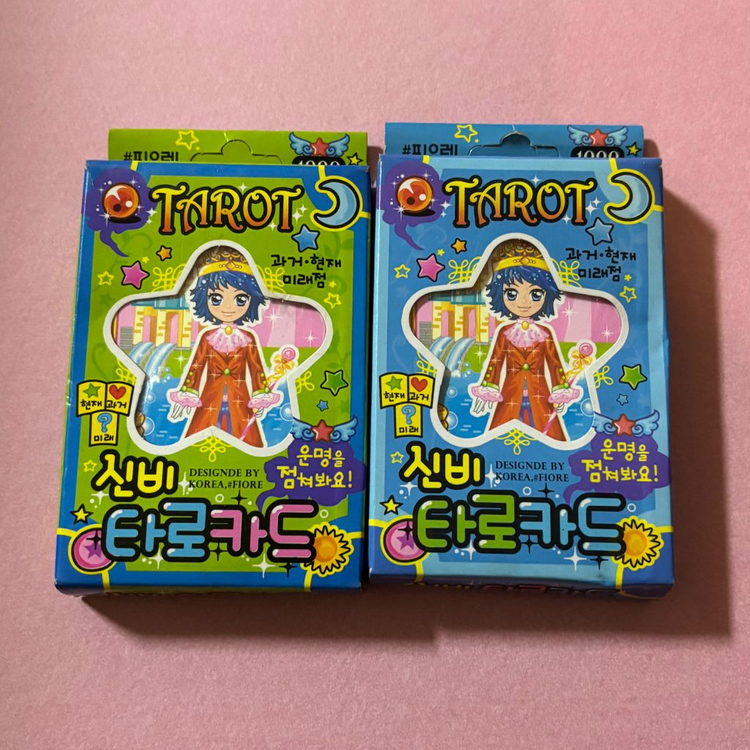 #피오레
1000
TAROT
과거·현재
미래점
현재
과거
?
미래
운명을
점쳐봐요!
신비
DESIGNDE BY
KOREA,#FIORE
타로카드
#피오레
1000
TAROT
과거·현재
미래점
현재
과거
?
미래
운명을
점쳐봐요!
신비
DESIGNDE BY
KOREA,#FIORE
타로카드